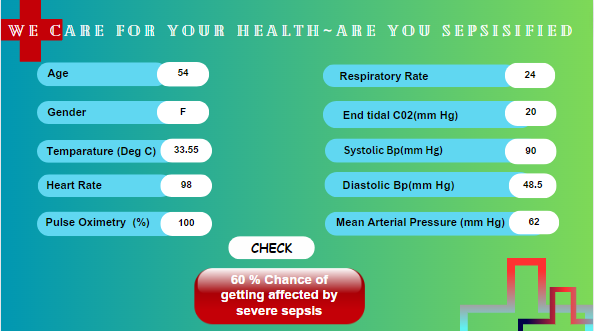 WE CARE FOR YOUR HEALTH~ARE YOU SEPSISIFIED
Age 54
Gender F
Temparature (Deg C) 33.55
Heart Rate 98
Pulse Oximetry (%) 100
Respiratory Rate 24
End tidal C02(mm Hg) 20
Systolic Bp(mm Hg) 90
Diastolic Bp(mm Hg) 48.5
Mean Arterial Pressure (mm Hg) 62
CHECK
60 % Chance of
getting affected by
severe sepsis